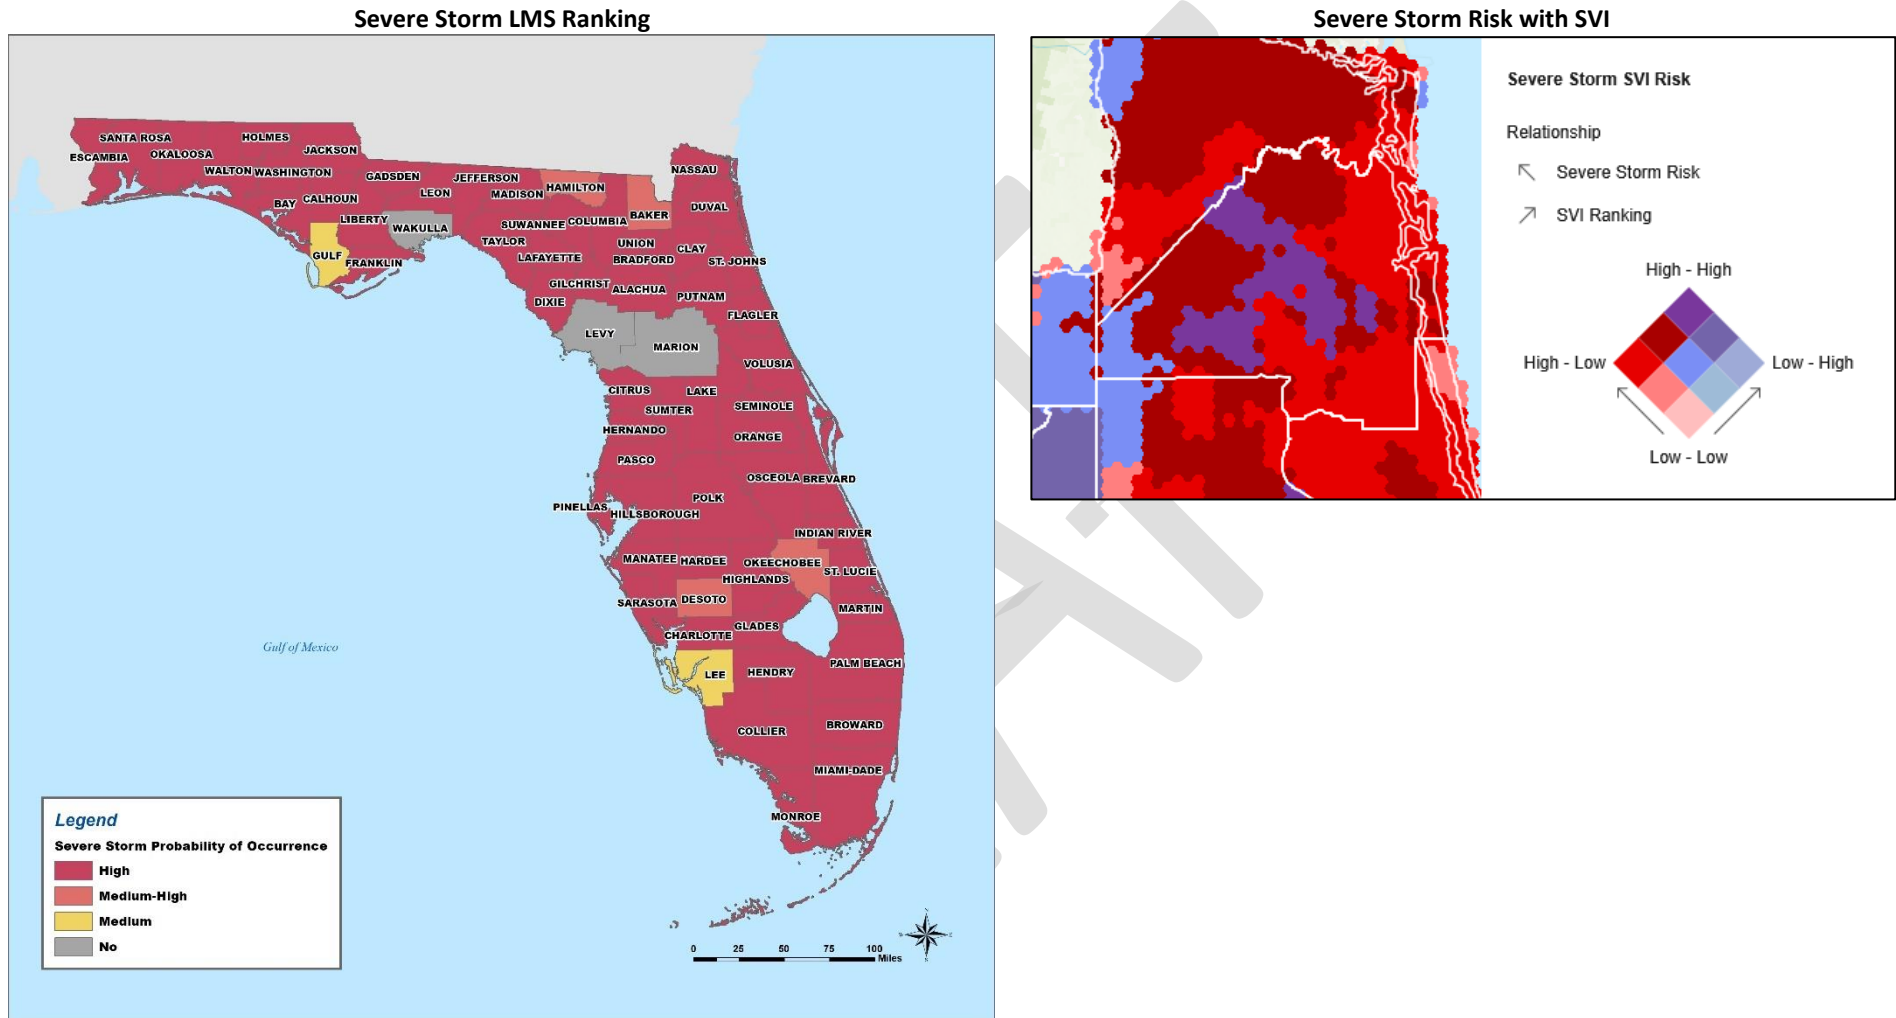 Severe Storm LMS Ranking
SANTA ROSA
HOLMES
ESCAMBIA
OKALOOSA
JACKSON
WALTON
WASHINGTON
GADSDEN
JEFFERSON
NASSAU
BAY
CALHOUN
LEON
MADISON
HAMILTON
LIBERTY
WAKULLA
SUWANNEE
COLUMBIA
BAKER
DUVAL
GULF
FRANKLIN
TAYLOR
LAFAYETTE
UNION
BRADFORD
CLAY
ST. JOHNS
GILCHRIST
ALACHUA
DIXIE
PUTNAM
FLAGLER
LEVY
MARION
VOLUSIA
CITRUS
LAKE
SUMTER
SEMINOLE
HERNANDO
ORANGE
PASCO
OSCEOLA
BREVARD
POLK
PINELLAS
HILLSBOROUGH
INDIAN RIVER
MANATEE
HARDEE
OKEECHOBEE
HIGHLANDS
ST. LUCIE
SARASOTA
DESOTO
MARTIN
CHARLOTTE
GLADES
PALM BEACH
LEE
HENDRY
COLLIER
BROWARD
MIAMI-DADE
MONROE
Gulf of Mexico
Legend
Severe Storm Probability of Occurrence
High
Medium-High
Medium
No
0 25 50 75 100
Miles
Severe Storm Risk with SVI
Severe Storm SVI Risk
Relationship
Severe Storm Risk
SVI Ranking
High - High
High - Low
Low - High
Low - Low